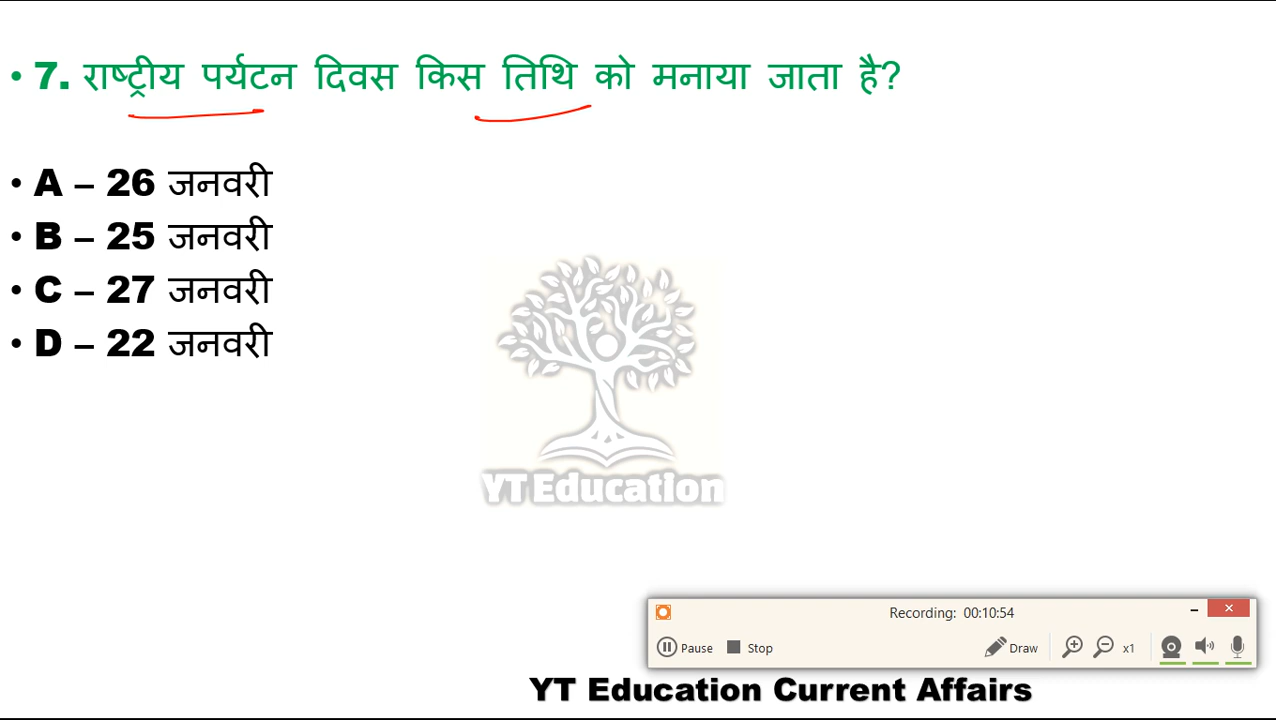 • 7. राष्ट्रीय पर्यटन दिवस किस तिथि को मनाया जाता है?
• A – 26 जनवरी
• B – 25 जनवरी
• C – 27 जनवरी
• D – 22 जनवरी
YT Education
Recording: 00:10:54
Pause Stop Draw x1
YT Education Current Affairs